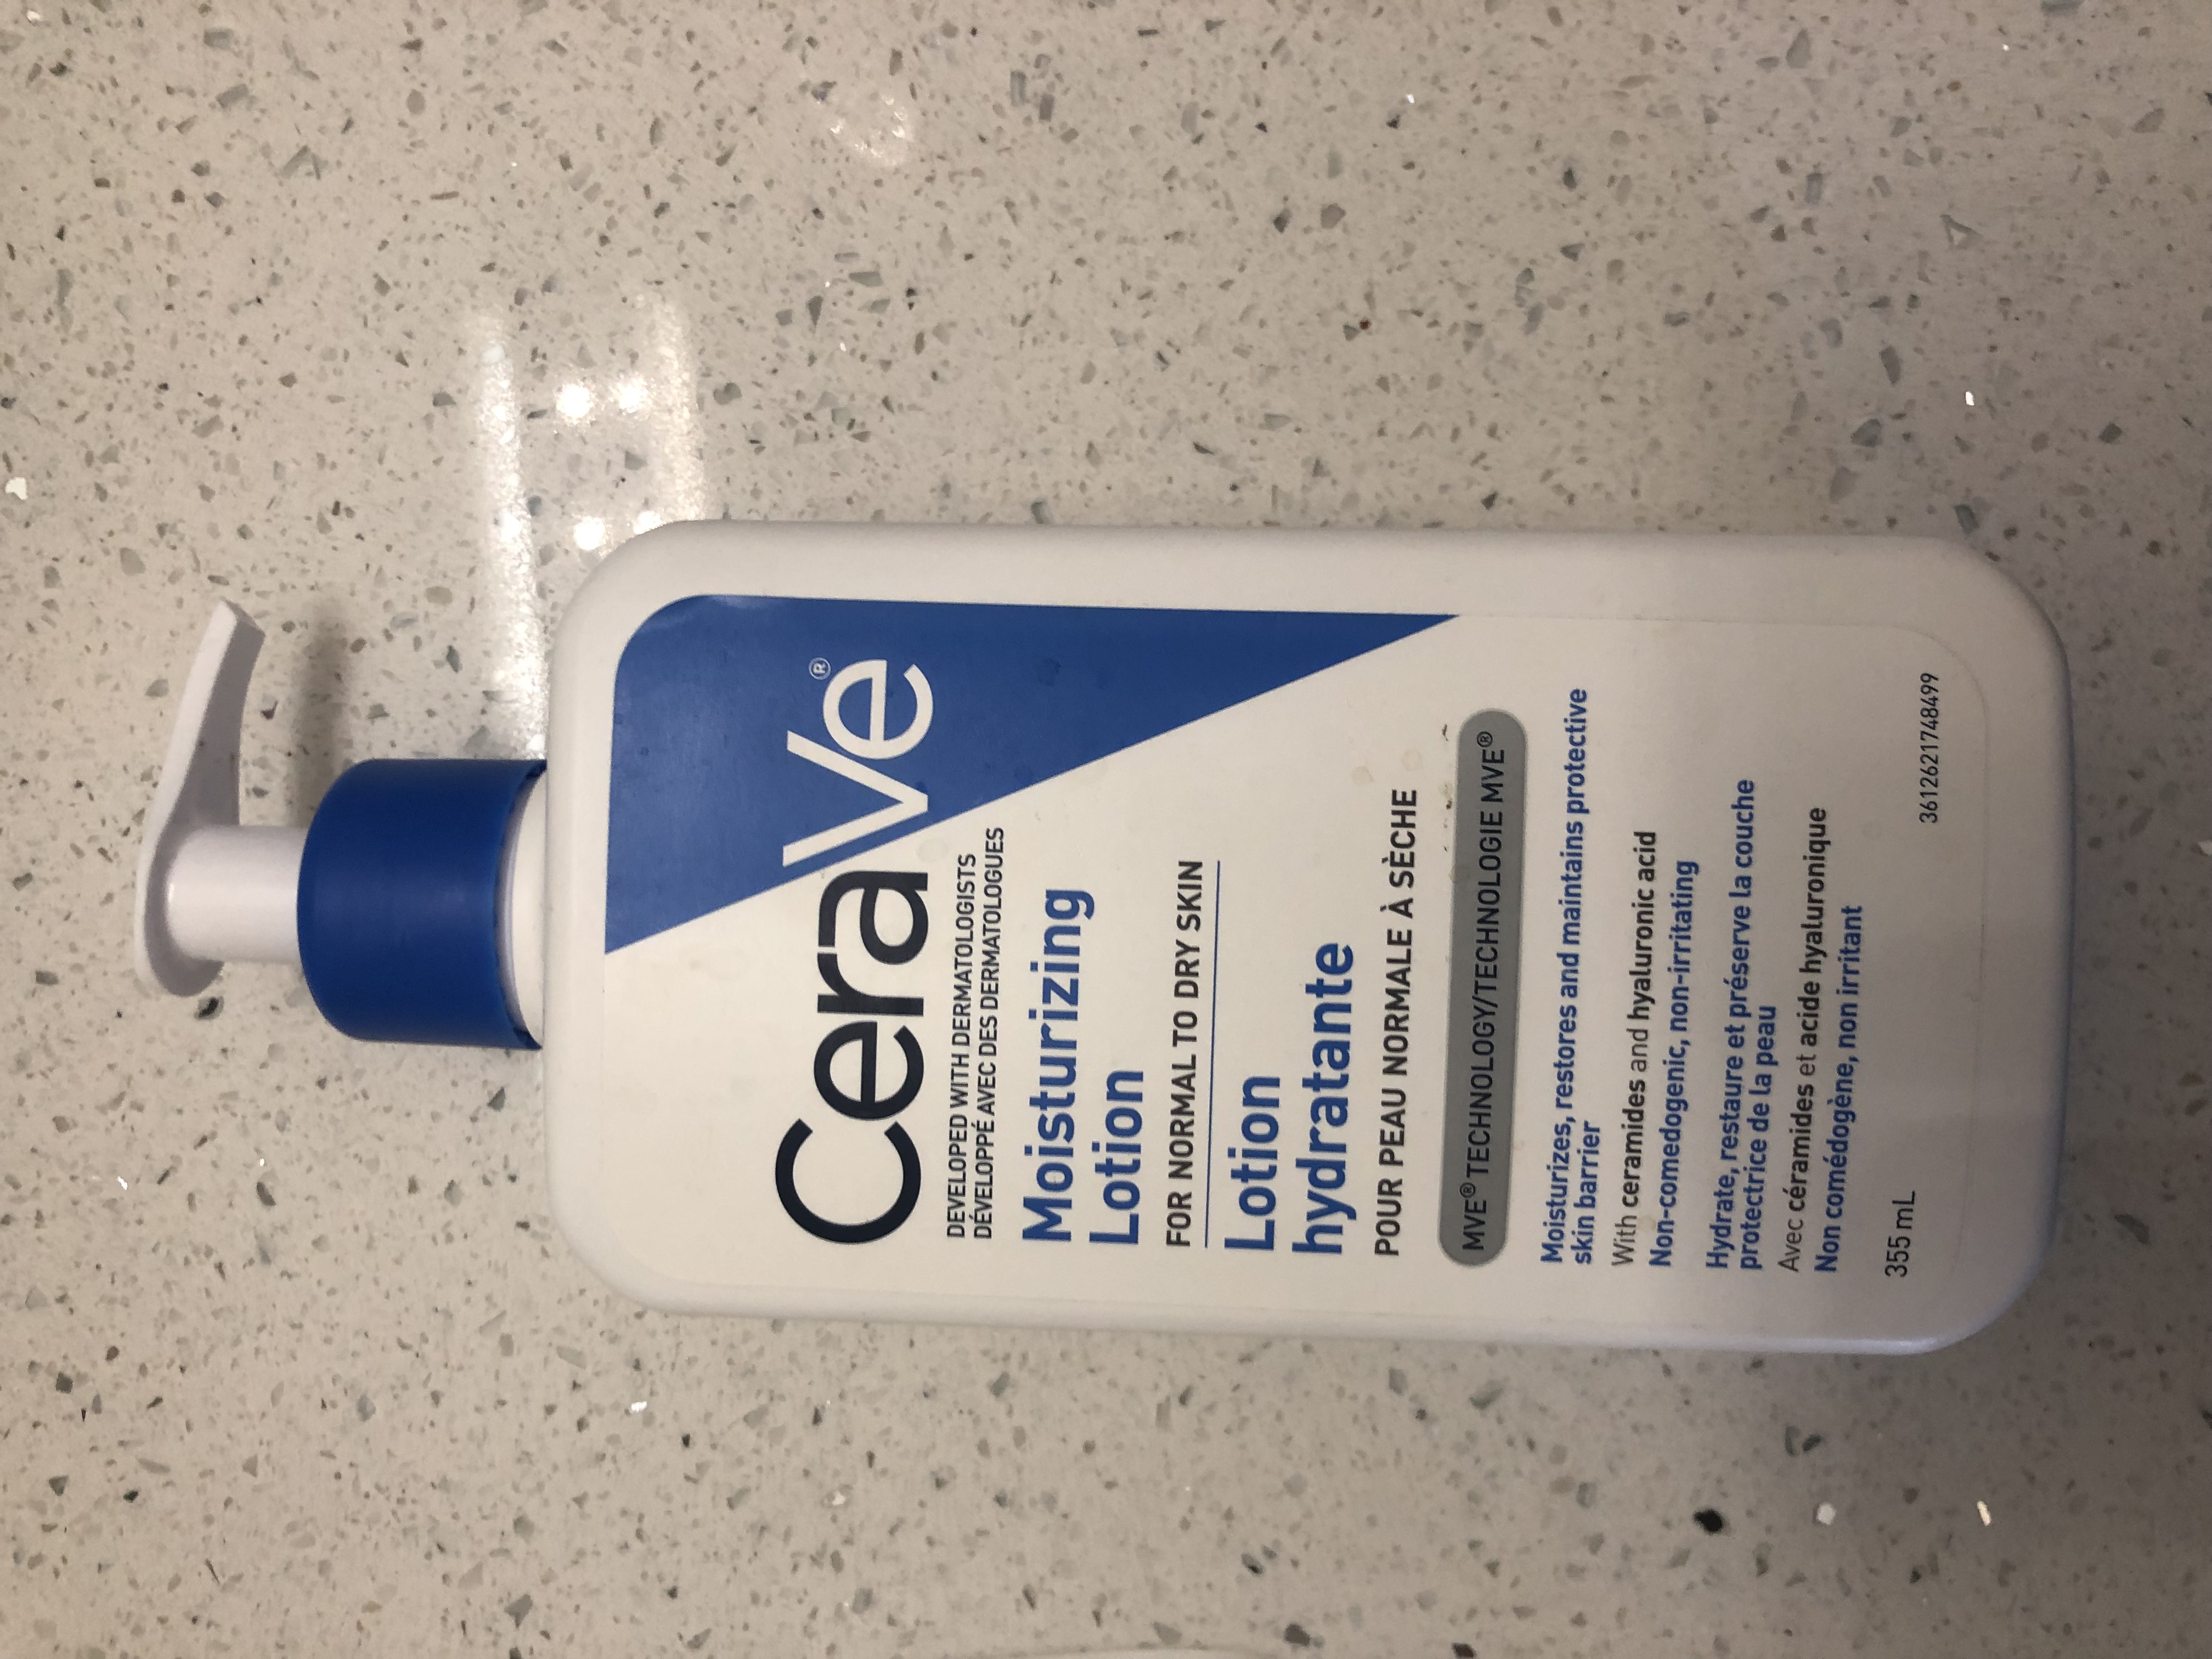 CeraVe®
DEVELOPED WITH DERMATOLOGISTS
DÉVELOPPÉ AVEC DES DERMATOLOGUES
Moisturizing
Lotion
FOR NORMAL TO DRY SKIN
Lotion
hydratante
POUR PEAU NORMALE À SÈCHE
MVE® TECHNOLOGY/TECHNOLOGIE MVE®
Moisturizes, restores and maintains protective
skin barrier
With ceramides and hyaluronic acid
Non-comedogenic, non-irritating
Hydrate, restaure et préserve la couche
protectrice de la peau
Avec céramides et acide hyaluronique
Non comédogène, non irritant
355 mL
3612621748499